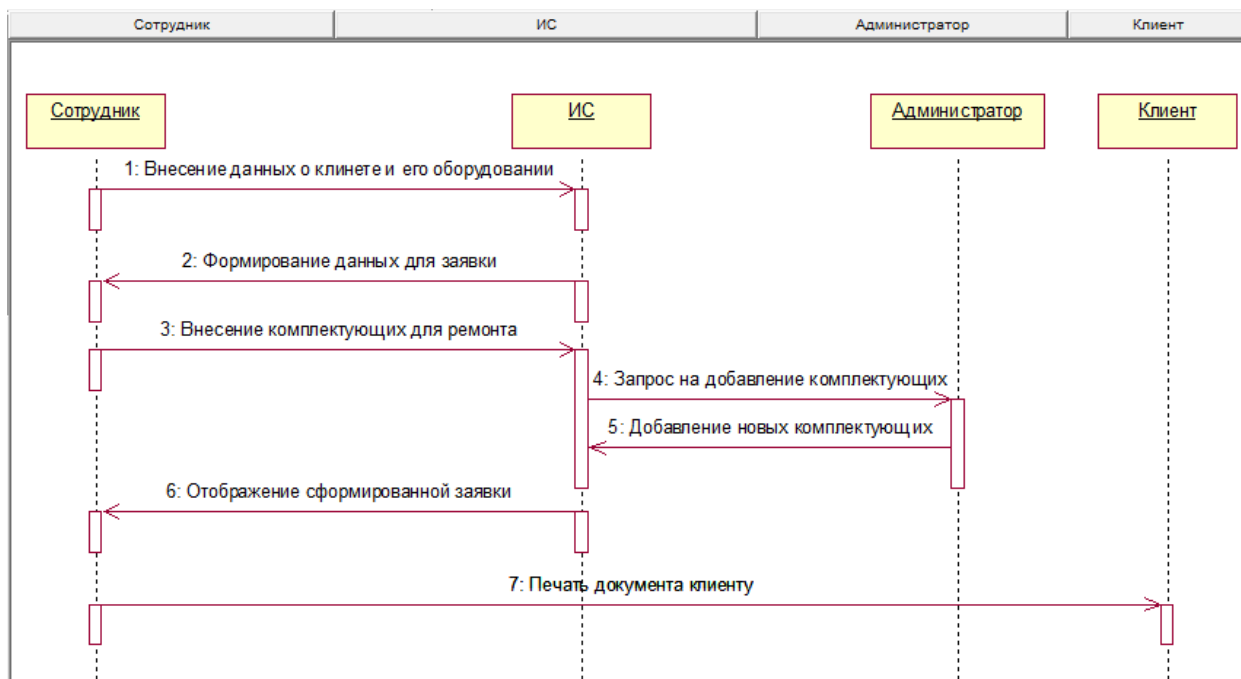 Сотрудник
ИС
Администратор
Клиент
Сотрудник
ИС
Администратор
Клиент
1: Внесение данных о клинете и его оборудовании
2: Формирование данных для заявки
3: Внесение комплектующих для ремонта
4: Запрос на добавление комплектующих
5: Добавление новых комплектующих
6: Отображение сформированной заявки
7: Печать документа клиенту